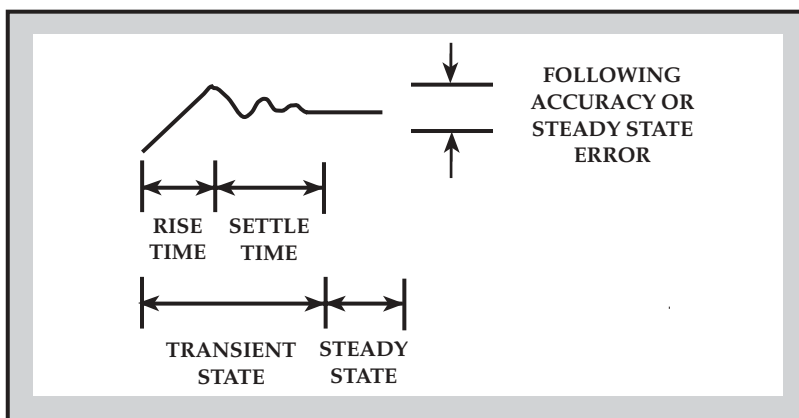 FOLLOWING
ACCURACY OR
STEADY STATE
ERROR
RISE
TIME
SETTLE
TIME
TRANSIENT
STATE
STEADY
STATE